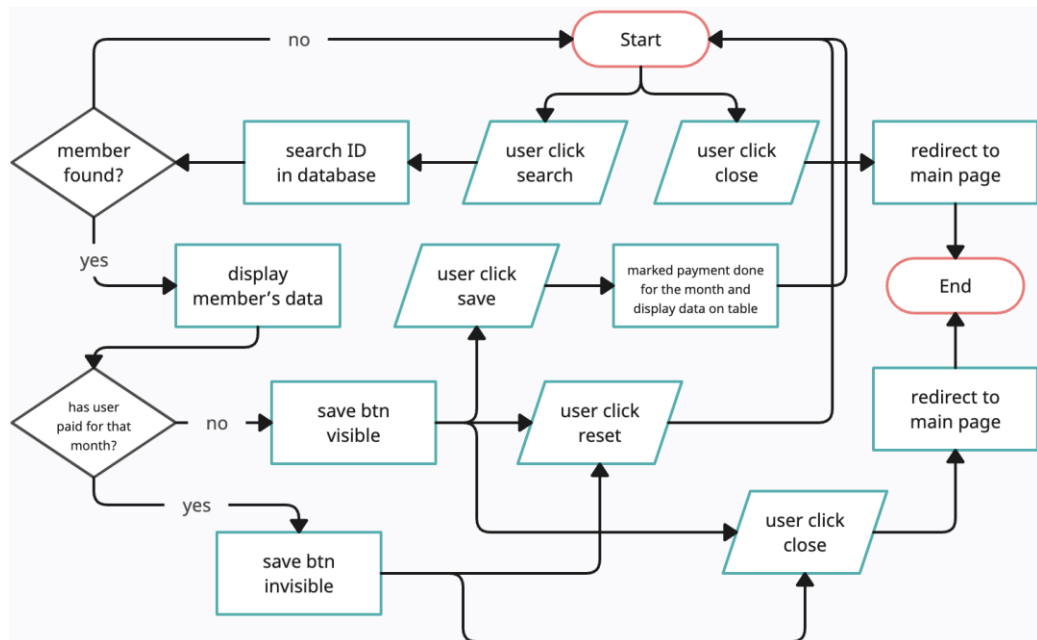 no
Start
member
found?
search ID
in database
user click
search
user click
close
redirect to
main page
yes
display
member's data
user click
save
marked payment done
for the month and
display data on table
End
has user
paid for that
month?
no
save btn
visible
user click
reset
redirect to
main page
yes
save btn
invisible
user click
close